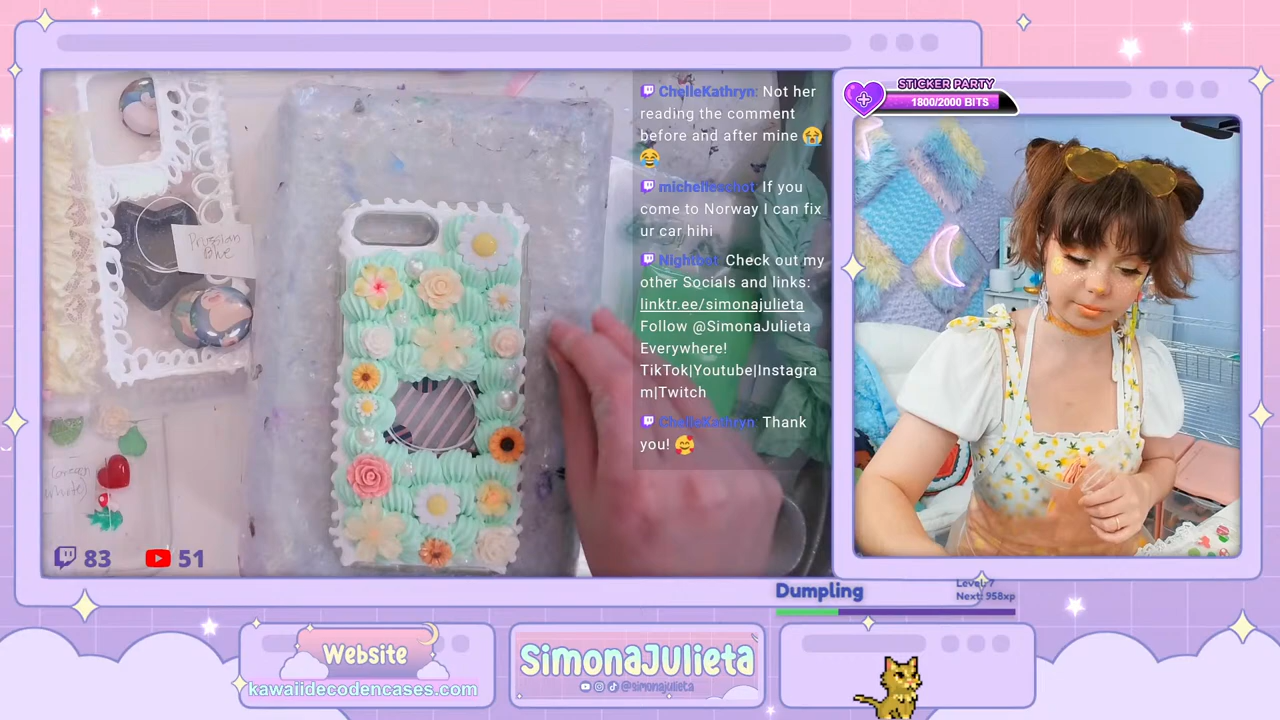 ChelleKathryn: Not her
reading the comment
before and after mine 😭
😂
If you
come to Norway I can fix
ur car hihi
Nightbot: Check out my
other Socials and links:
linktr.ee/simonajulieta
Follow @SimonaJulieta
Everywhere!
TikTok|Youtube|Instagra
m|Twitch
ChelleKathryn: Thank
you! 🥰
STICKER PARTY
1800/2000 BITS
Prussian
Blue
83
51
Dumpling
Level: 7
Next: 958xp
Website
kawaiidecodencases.com
SimonaJulieta
@simonajulieta